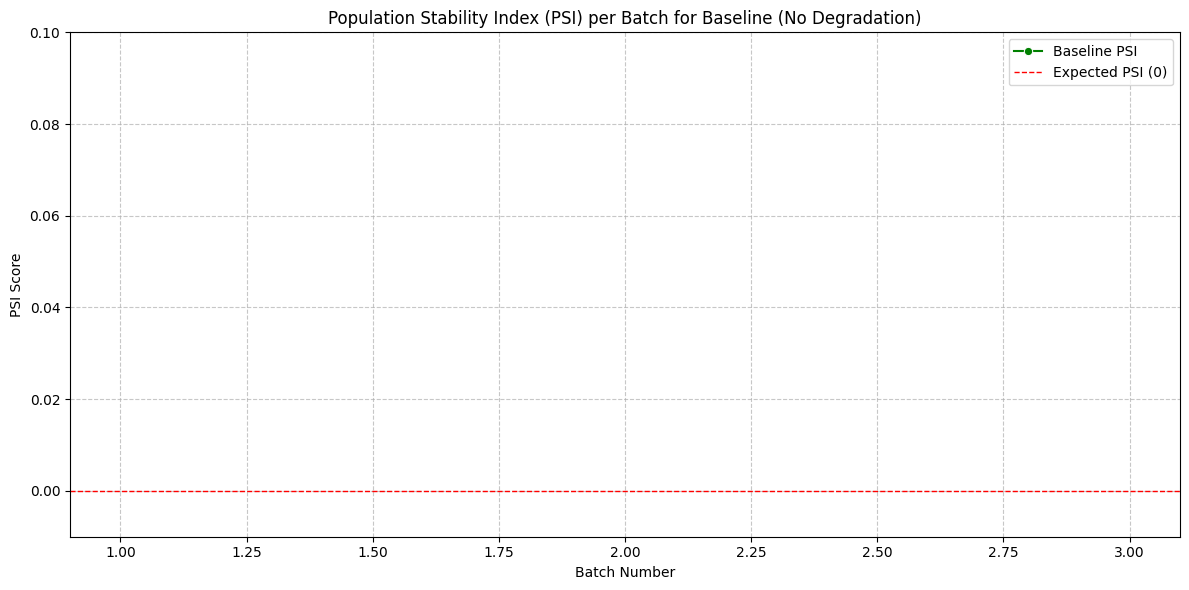 Population Stability Index (PSI) per Batch for Baseline (No Degradation)
0.10
0.08
0.06
0.04
0.02
0.00
PSI Score
Baseline PSI
Expected PSI (0)
1.00 1.25 1.50 1.75 2.00 2.25 2.50 2.75 3.00
Batch Number